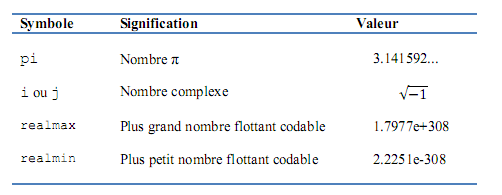 Symbole Signification Valeur
pi Nombre π 3.141592...
i ou j Nombre complexe √−1
realmax Plus grand nombre flottant codable 1.7977e+308
realmin Plus petit nombre flottant codable 2.2251e-308